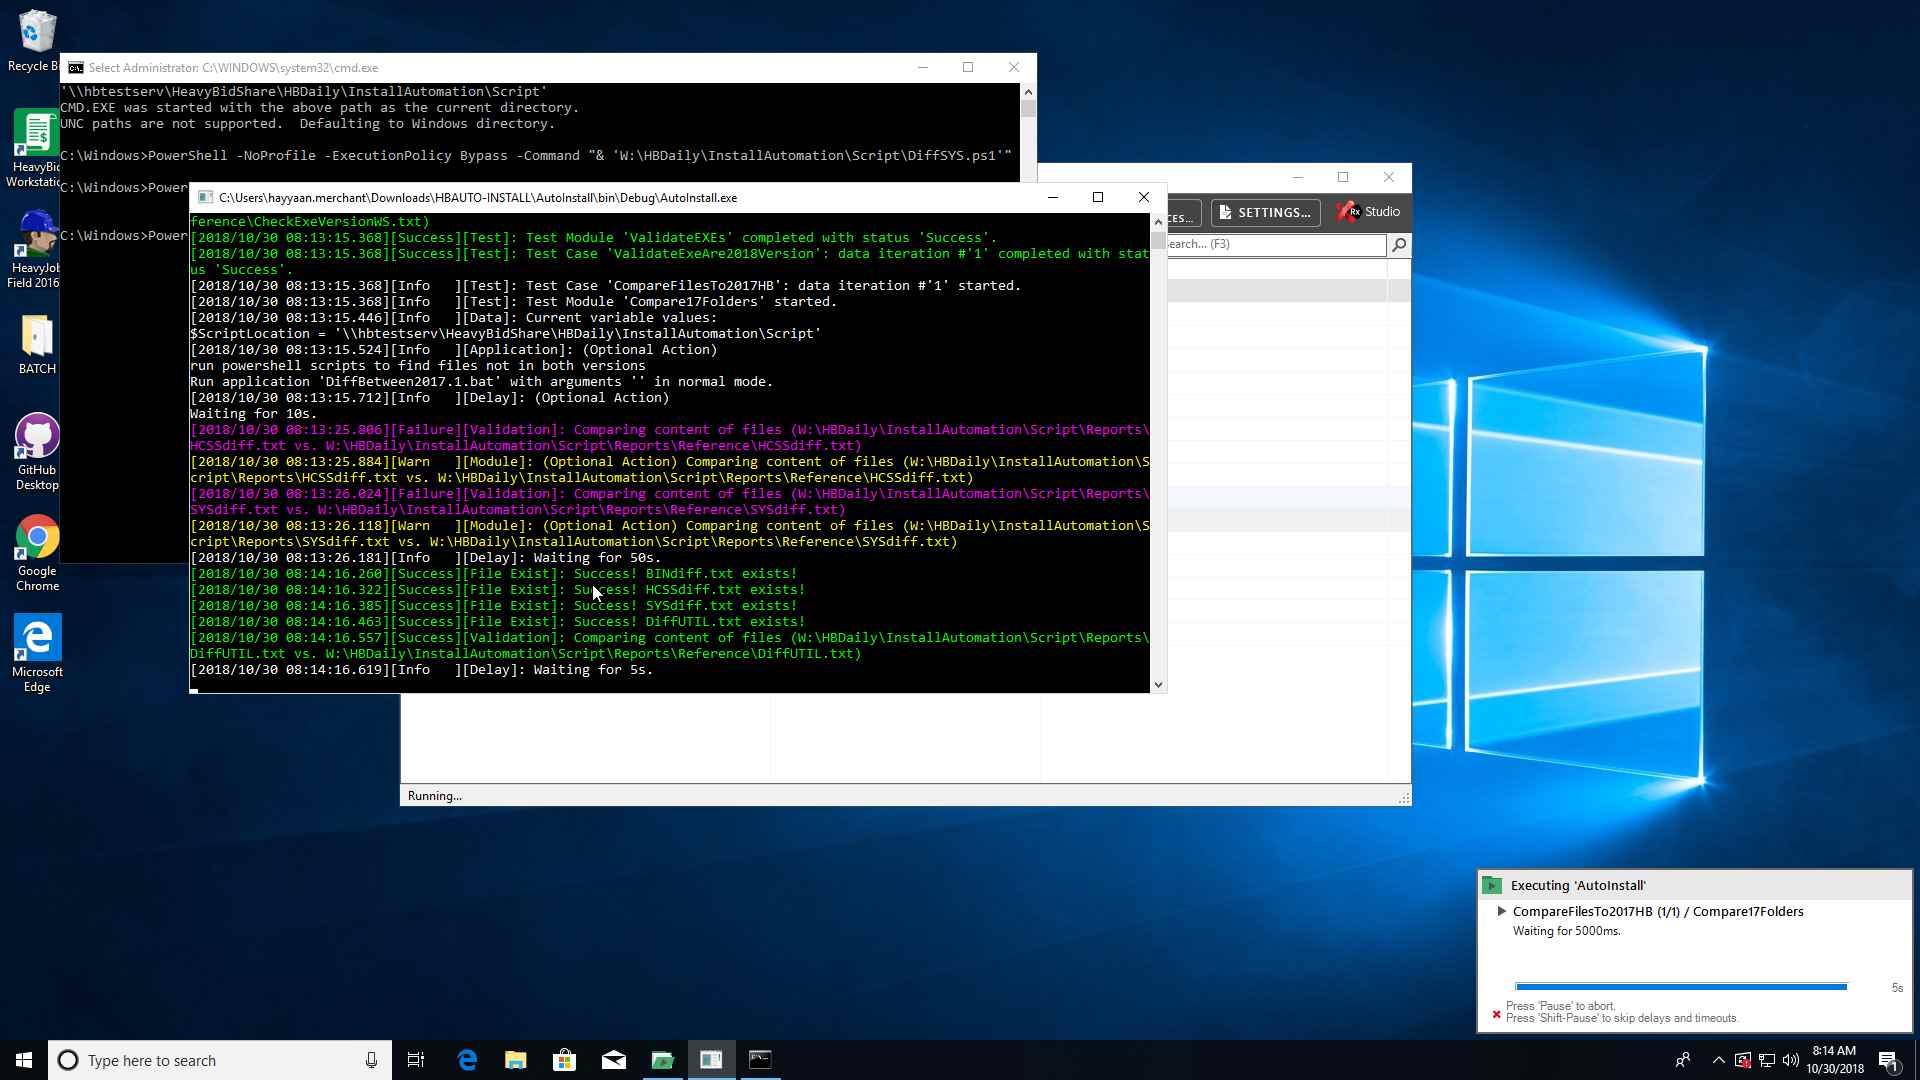 Recycle B
HeavyBid
Workstatic
HeavyJob
Field 2016
BATCH
GitHub
Desktop
Google
Chrome
Microsoft
Edge
Select Administrator: C:\WINDOWS\system32\cmd.exe
'\\hbtestserv\HeavyBidShare\HBDaily\InstallAutomation\Script'
CMD.EXE was started with the above path as the current directory.
UNC paths are not supported.  Defaulting to Windows directory.
C:\Windows>PowerShell -NoProfile -ExecutionPolicy Bypass -Command "& 'W:\HBDaily\InstallAutomation\Script\DiffSYS.ps1'"
C:\Windows>Power
C:\Windows>Power
C:\Users\hayyaan.merchant\Downloads\HBAUTO-INSTALL\AutoInstall\bin\Debug\AutoInstall.exe
ference\CheckExeVersionWS.txt)
[2018/10/30 08:13:15.368][Success][Test]: Test Module 'ValidateEXEs' completed with status 'Success'.
[2018/10/30 08:13:15.368][Success][Test]: Test Case 'ValidateExeAre2018Version': data iteration #'1' completed with stat
us 'Success'.
[2018/10/30 08:13:15.368][Info   ][Test]: Test Case 'CompareFilesTo2017HB': data iteration #'1' started.
[2018/10/30 08:13:15.368][Info   ][Test]: Test Module 'Compare17Folders' started.
[2018/10/30 08:13:15.446][Info   ][Data]: Current variable values:
$ScriptLocation = '\\hbtestserv\HeavyBidShare\HBDaily\InstallAutomation\Script'
[2018/10/30 08:13:15.524][Info   ][Application]: (Optional Action)
run powershell scripts to find files not in both versions
Run application 'DiffBetween2017.1.bat' with arguments '' in normal mode.
[2018/10/30 08:13:15.712][Info   ][Delay]: (Optional Action)
Waiting for 10s.
[2018/10/30 08:13:25.806][Failure][Validation]: Comparing content of files (W:\HBDaily\InstallAutomation\Script\Reports\
HCSSdiff.txt vs. W:\HBDaily\InstallAutomation\Script\Reports\Reference\HCSSdiff.txt)
[2018/10/30 08:13:25.884][Warn   ][Module]: (Optional Action) Comparing content of files (W:\HBDaily\InstallAutomation\S
cript\Reports\HCSSdiff.txt vs. W:\HBDaily\InstallAutomation\Script\Reports\Reference\HCSSdiff.txt)
[2018/10/30 08:13:26.024][Failure][Validation]: Comparing content of files (W:\HBDaily\InstallAutomation\Script\Reports\
SYSdiff.txt vs. W:\HBDaily\InstallAutomation\Script\Reports\Reference\SYSdiff.txt)
[2018/10/30 08:13:26.118][Warn   ][Module]: (Optional Action) Comparing content of files (W:\HBDaily\InstallAutomation\S
cript\Reports\SYSdiff.txt vs. W:\HBDaily\InstallAutomation\Script\Reports\Reference\SYSdiff.txt)
[2018/10/30 08:13:26.181][Info   ][Delay]: Waiting for 50s.
[2018/10/30 08:14:16.260][Success][File Exist]: Success! BINdiff.txt exists!
[2018/10/30 08:14:16.322][Success][File Exist]: Success! HCSSdiff.txt exists!
[2018/10/30 08:14:16.385][Success][File Exist]: Success! SYSdiff.txt exists!
[2018/10/30 08:14:16.463][Success][File Exist]: Success! DiffUTIL.txt exists!
[2018/10/30 08:14:16.557][Success][Validation]: Comparing content of files (W:\HBDaily\InstallAutomation\Script\Reports\
DiffUTIL.txt vs. W:\HBDaily\InstallAutomation\Script\Reports\Reference\DiffUTIL.txt)
[2018/10/30 08:14:16.619][Info   ][Delay]: Waiting for 5s.
CES...
SETTINGS...
Rx Studio
earch... (F3)
Running...
Executing 'AutoInstall'
CompareFilesTo2017HB (1/1) / Compare17Folders
Waiting for 5000ms.
5s
Press 'Pause' to abort.
Press 'Shift-Pause' to skip delays and timeouts.
Type here to search
8:14 AM
10/30/2018
1